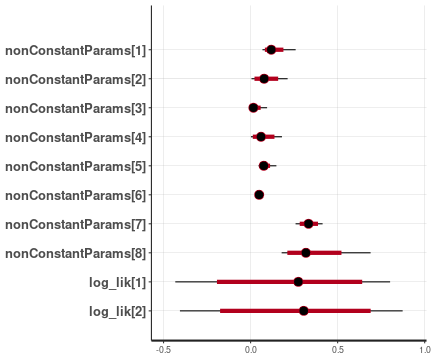 nonConstantParams[1]
nonConstantParams[2]
nonConstantParams[3]
nonConstantParams[4]
nonConstantParams[5]
nonConstantParams[6]
nonConstantParams[7]
nonConstantParams[8]
log_lik[1]
log_lik[2]
-0.5 0.0 0.5 1.0